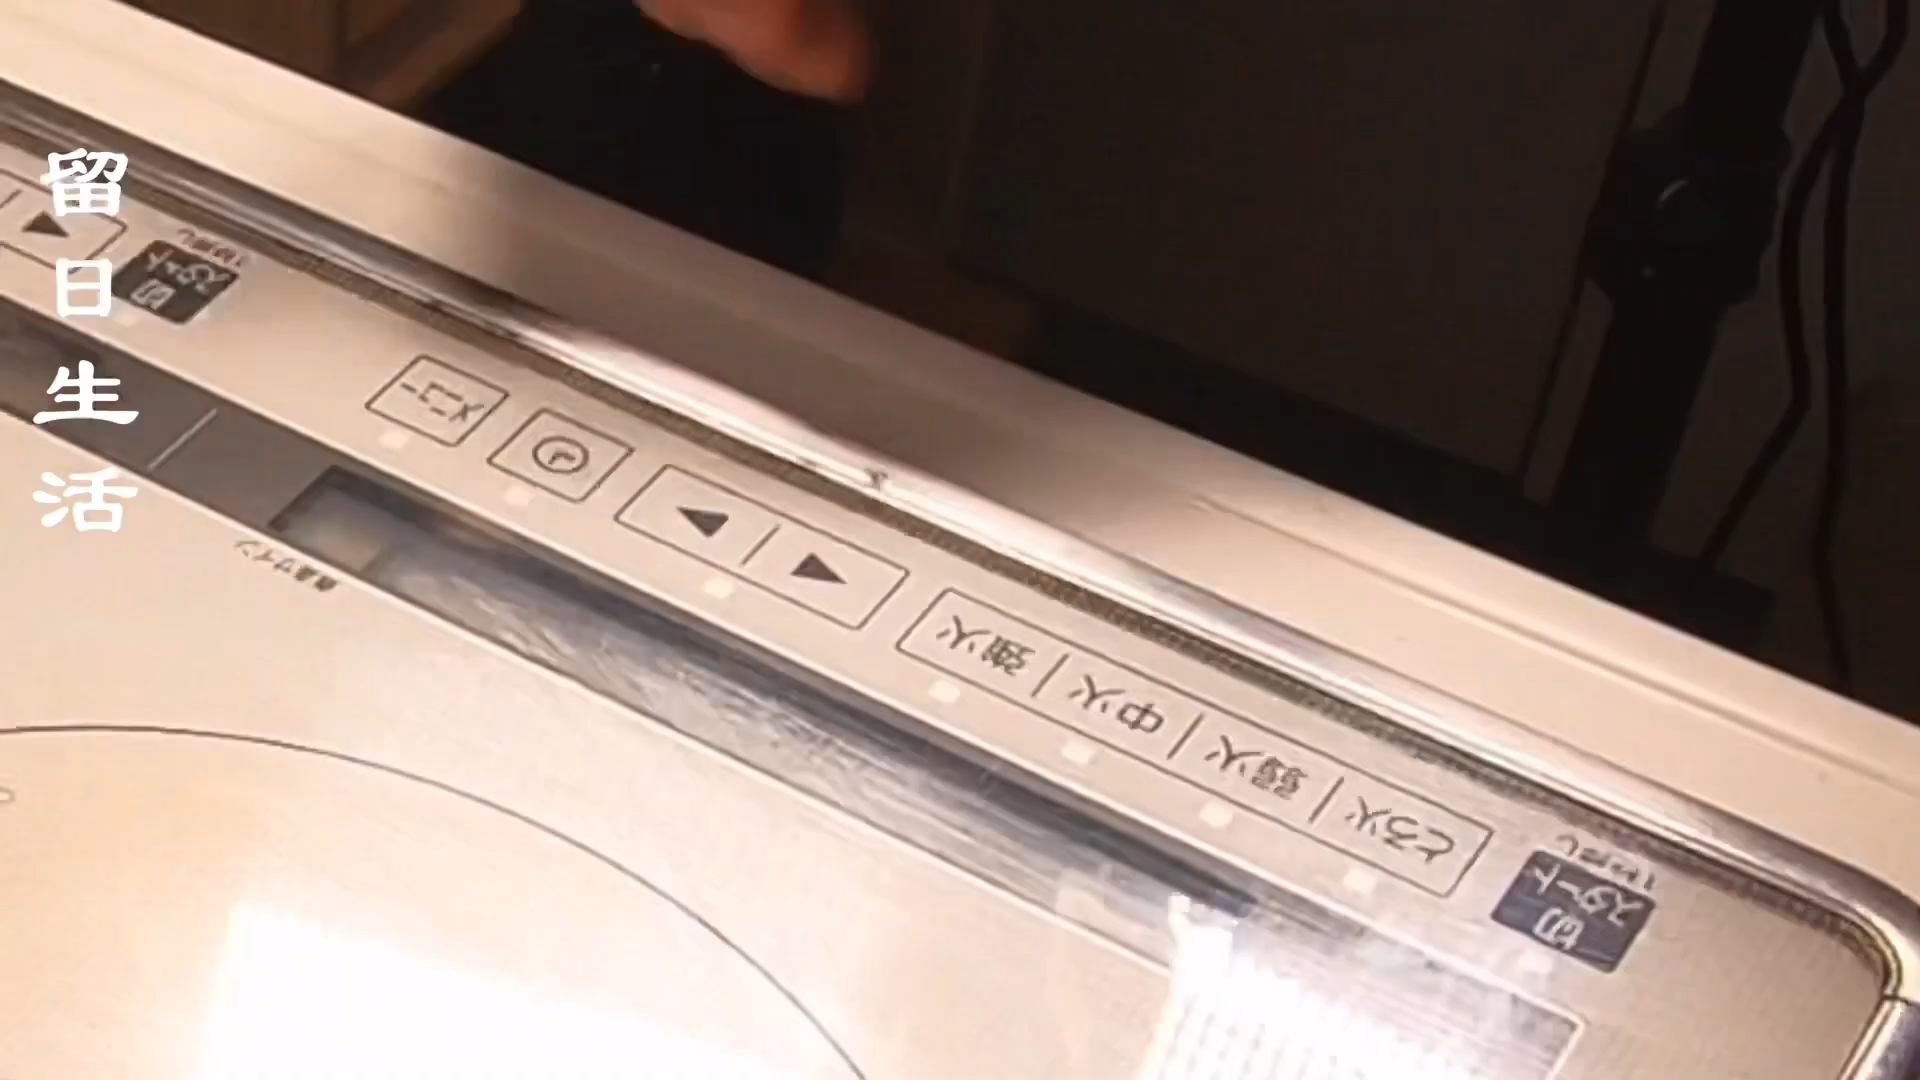 留日生活
切
スタート
メニュー
強火
中火
弱火
とろ火
切
スタート